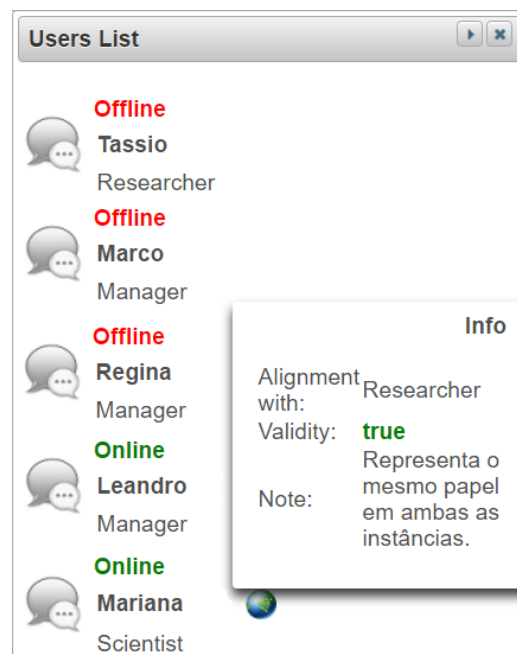 Users List
Offline
Tassio
Researcher
Offline
Marco
Manager
Offline
Regina
Manager
Online
Leandro
Manager
Online
Mariana
Scientist
Info
Alignment with: Researcher
Validity: true
Note: Representa o
mesmo papel
em ambas as
instâncias.